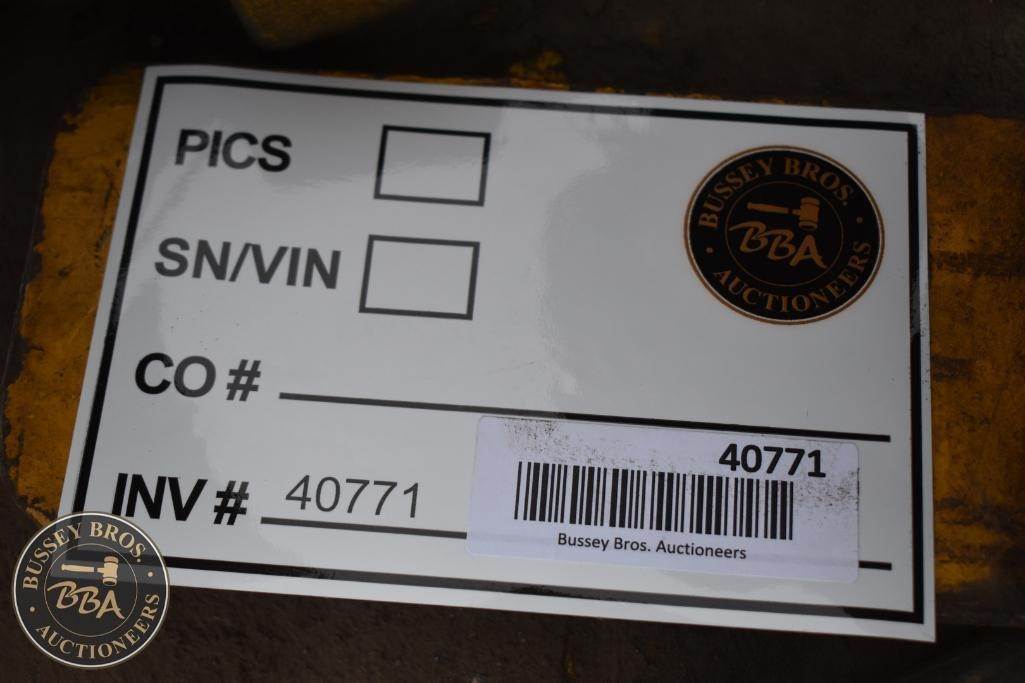 PICS
BUSSEY BROS.
BBA
AUCTIONEERS
SN/VIN
CO #
INV # 40771
40771
Bussey Bros. Auctioneers
BUSSEY BROS.
BBA
AUCTIONEERS